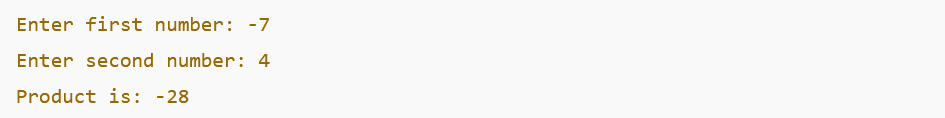 Enter first number: -7
Enter second number: 4
Product is: -28